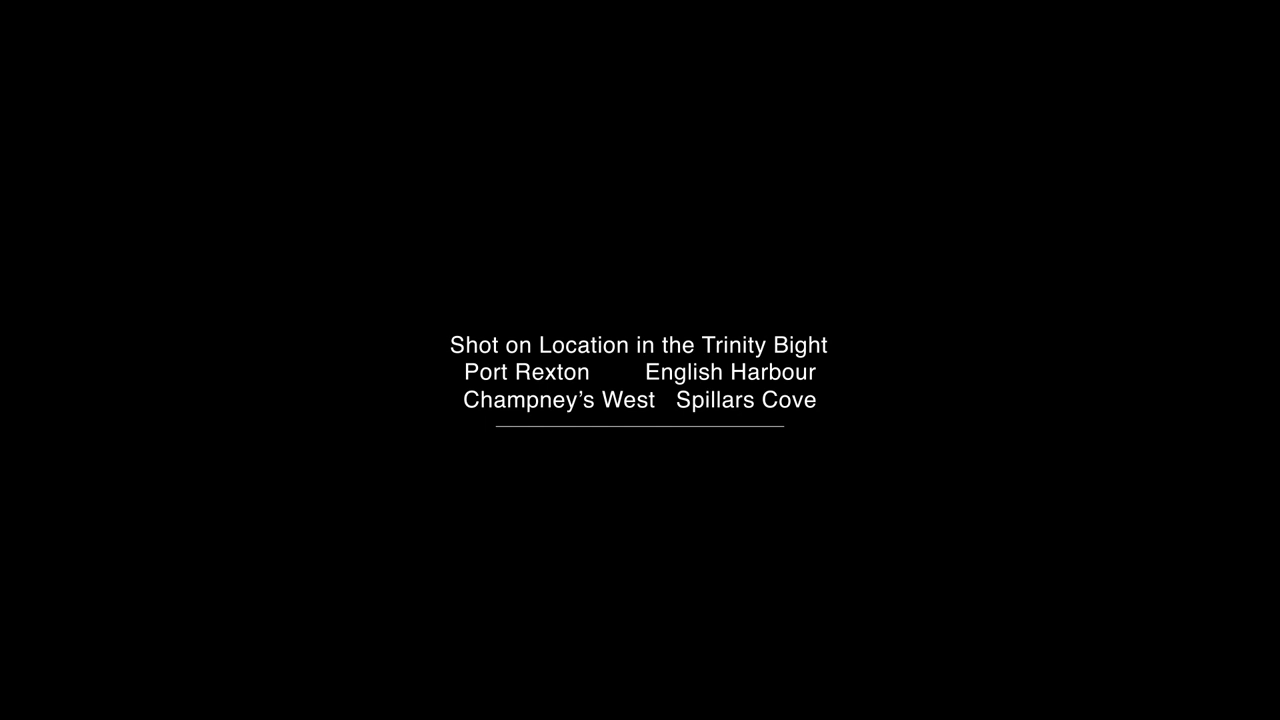 Shot on Location in the Trinity Bight
Port Rexton English Harbour
Champney’s West Spillars Cove